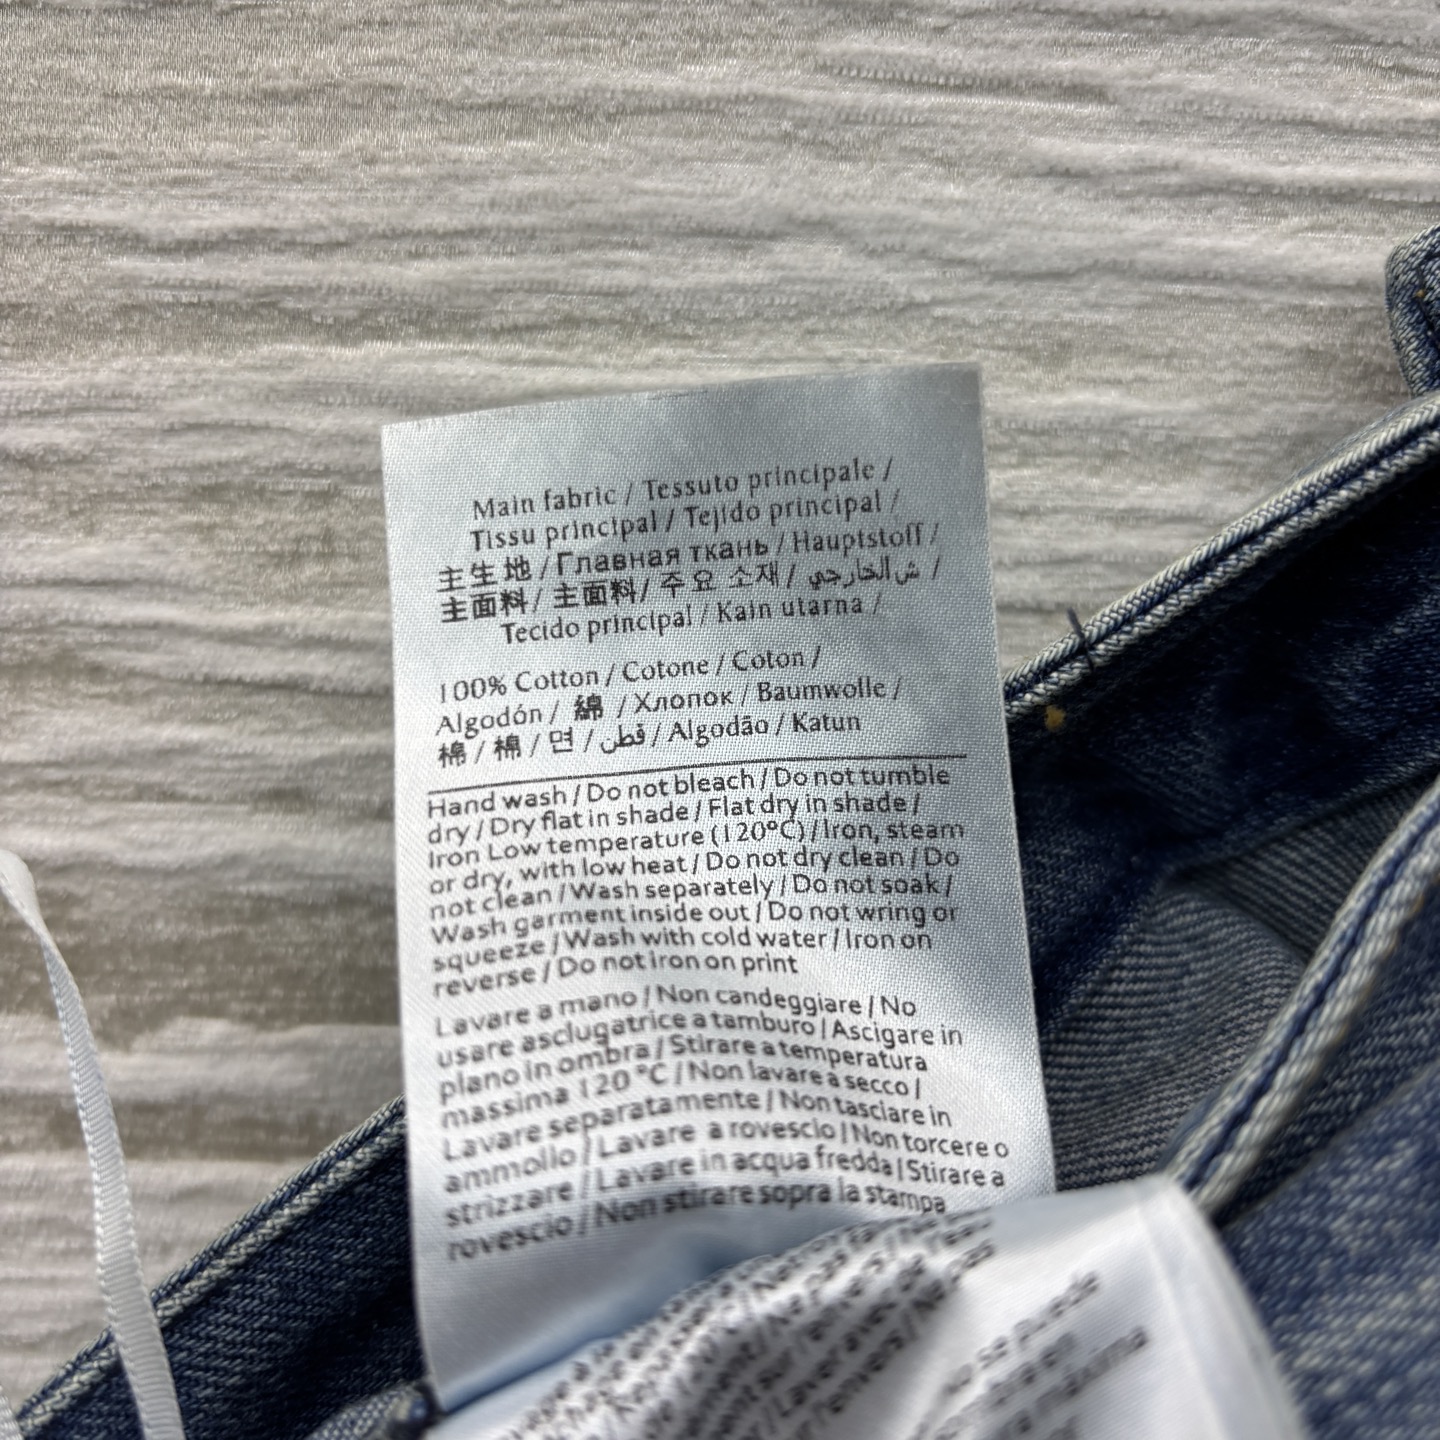 Main fabric / Tessuto principale /
Tissu principal / Tejido principal /
主生地 / Главная ткань / Hauptstoff /
主面料 / 主面料 / 주요 소재 / ش الخارجي /
Tecido principal / Kain utarna /
100% Cotton / Cotone / Coton /
Algodón / 綿 / Хлопок / Baumwolle /
棉 / 棉 / 면 / قطن / Algodão / Katun
Hand wash / Do not bleach / Do not tumble
dry / Dry flat in shade / Flat dry in shade /
Iron Low temperature (120°C) / Iron, steam
or dry, with low heat / Do not dry clean / Do
not clean / Wash separately / Do not soak /
Wash garment inside out / Do not wring or
squeeze / Wash with cold water / Iron on
reverse / Do not iron on print
Lavare a mano / Non candeggiare / No
usare asclugatrice a tamburo / Ascigare in
plano in ombra / Stirare a temperatura
massima 120 °C / Non lavare a secco /
Lavare separatamente / Non tasciare in
ammollo / Lavare a rovescio / Non torcere o
strizzare / Lavare in acqua fredda / Stirare a
rovescio / Non stirare sopra la stampa
no se puede